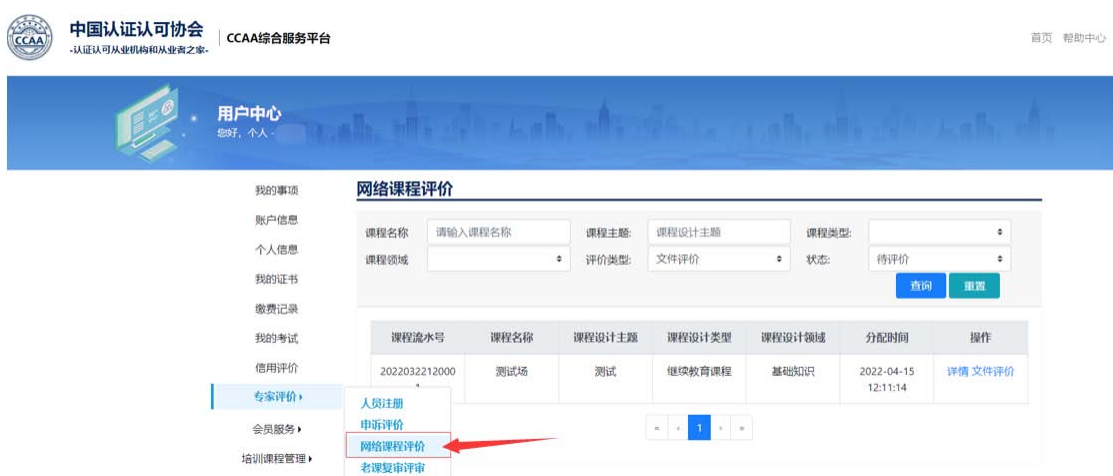 CCAA
中国认证认可协会
-认证认可从业机构和从业者之家-
CCAA综合服务平台
首页 帮助中心
用户中心
您好, 个人 -
我的事项
账户信息
个人信息
我的证书
缴费记录
我的考试
信用评价
专家评价
会员服务
培训课程管理
人员注册
申诉评价
网络课程评价
老课复审评审
网络课程评价
课程名称 请输入课程名称 课程主题: 课程设计主题 课程类型:
课程领域 评价类型: 文件评价 状态: 待评价
查询 重置
课程流水号 课程名称 课程设计主题 课程设计类型 课程设计领域 分配时间 操作
2022032212000 测试场 测试 继续教育课程 基础知识 2022-04-15 详情 文件评价
12:11:14
« ‹ 1 › »